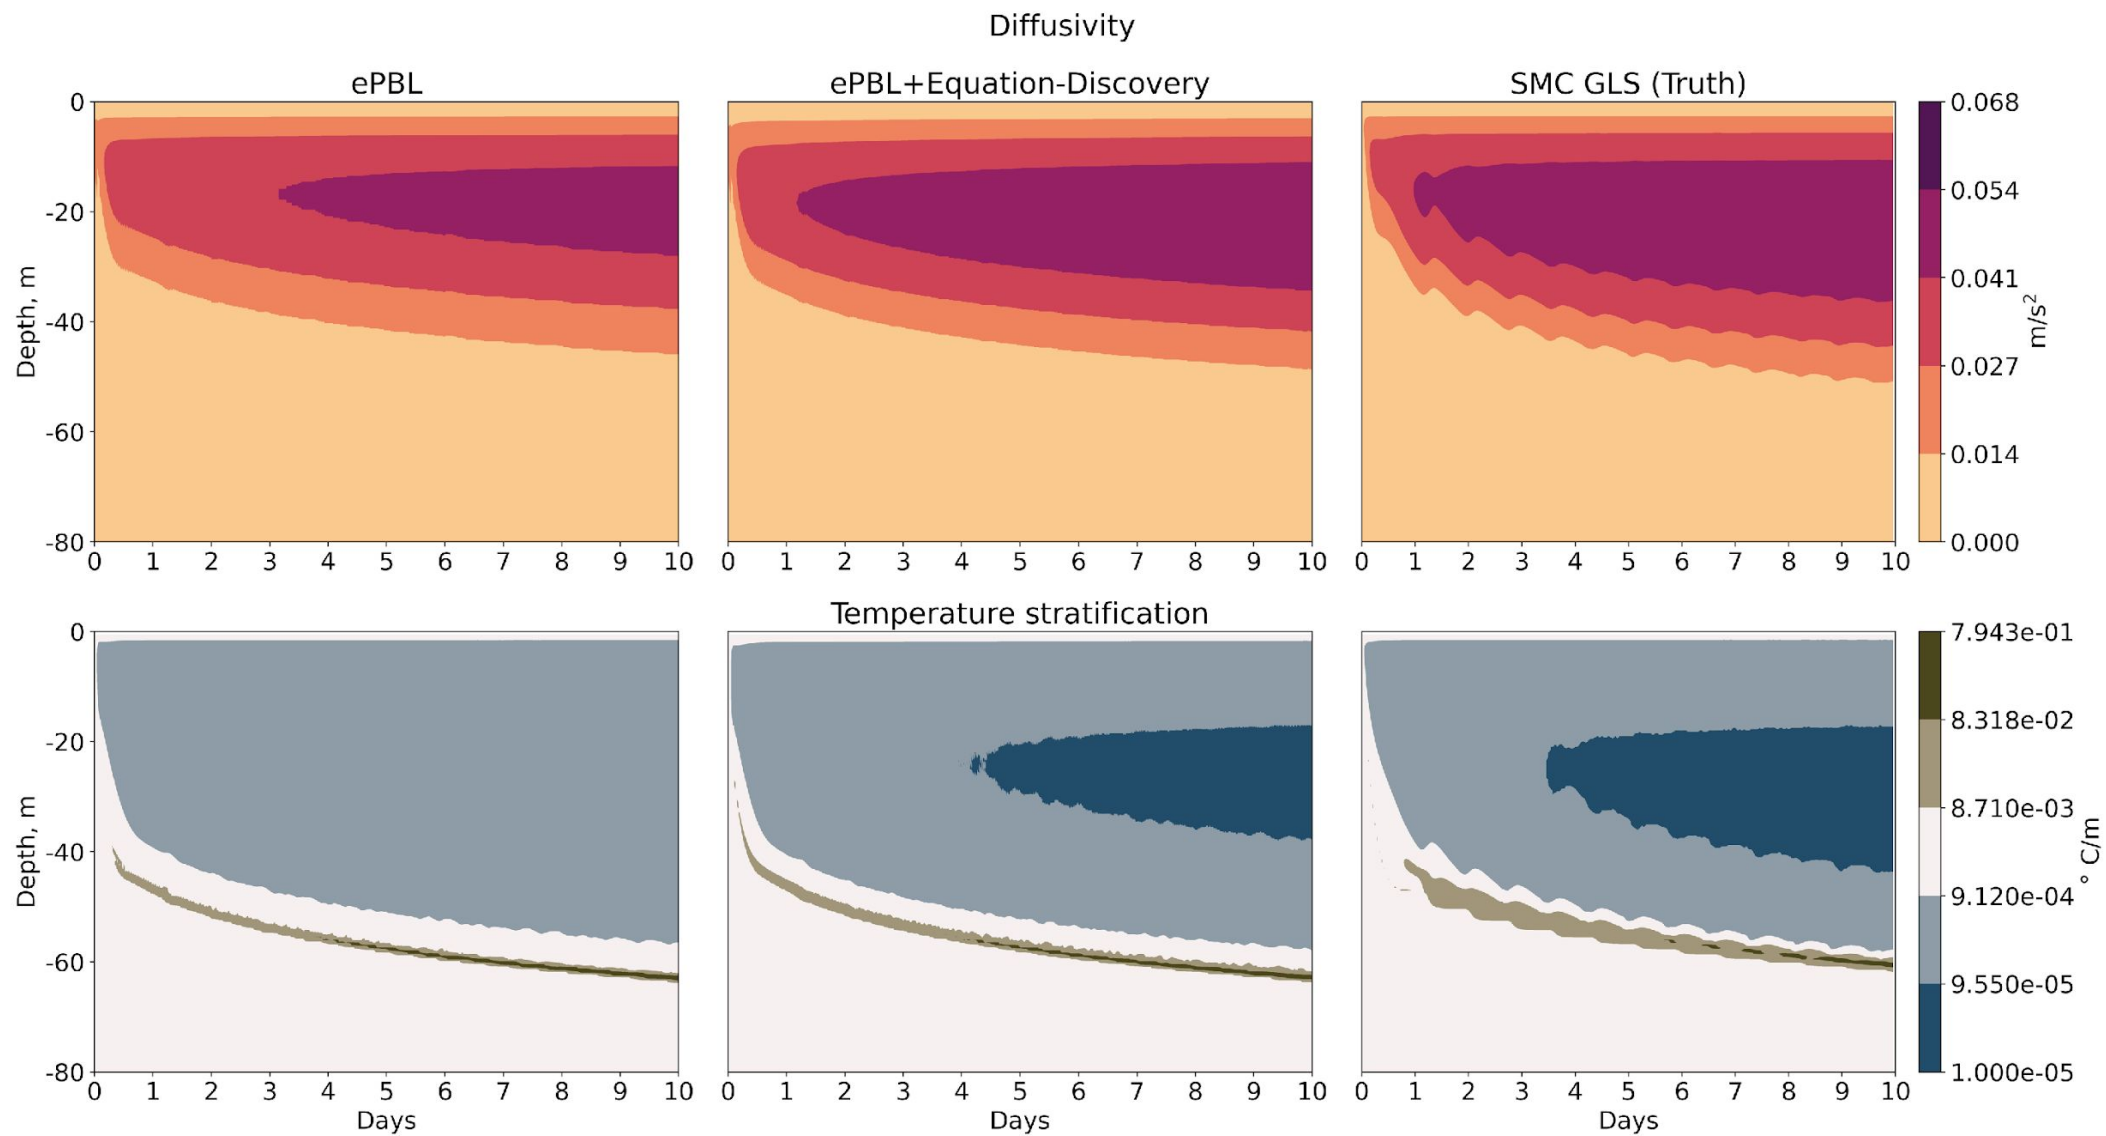 Diffusivity
ePBL
ePBL+Equation-Discovery
SMC GLS (Truth)
Depth, m
0
-20
-40
-60
-80
0 1 2 3 4 5 6 7 8 9 10
0 1 2 3 4 5 6 7 8 9 10
0 1 2 3 4 5 6 7 8 9 10
0.068
0.054
0.041
0.027
0.014
0.000
m/s²
Temperature stratification
Depth, m
0
-20
-40
-60
-80
0 1 2 3 4 5 6 7 8 9 10
0 1 2 3 4 5 6 7 8 9 10
0 1 2 3 4 5 6 7 8 9 10
Days
Days
Days
7.943e-01
8.318e-02
8.710e-03
9.120e-04
9.550e-05
1.000e-05
° C/m